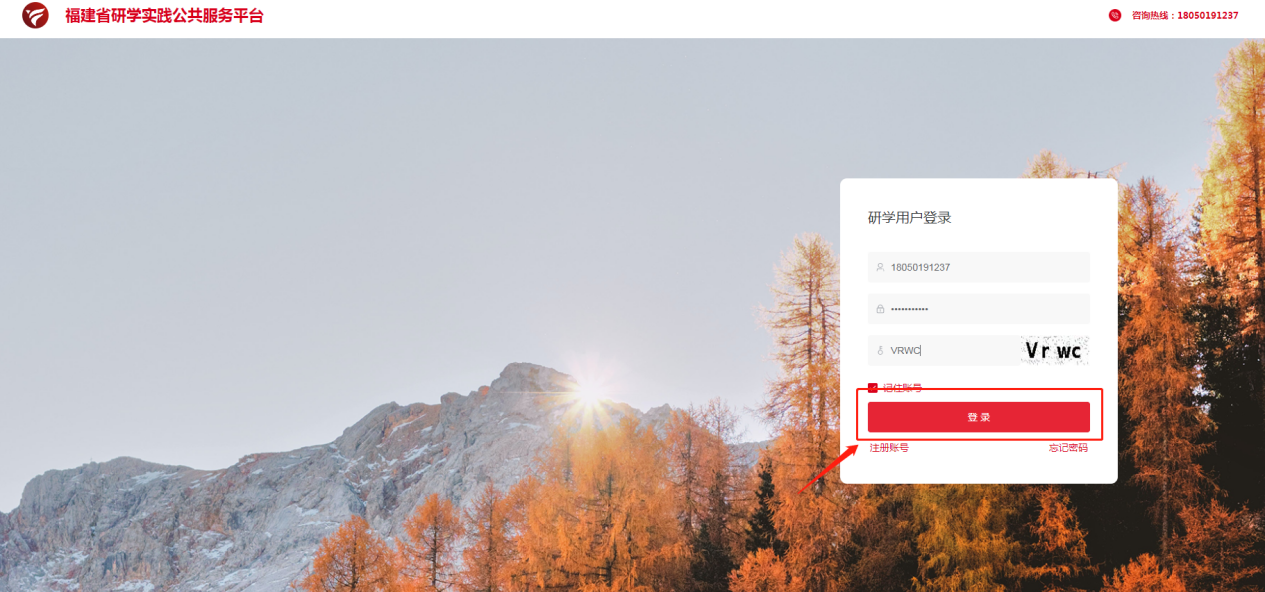 福建省研学实践公共服务平台
咨询热线：18050191237
研学用户登录
18050191237
VRWC
Vr wc
记住账号
登 录
注册账号 忘记密码